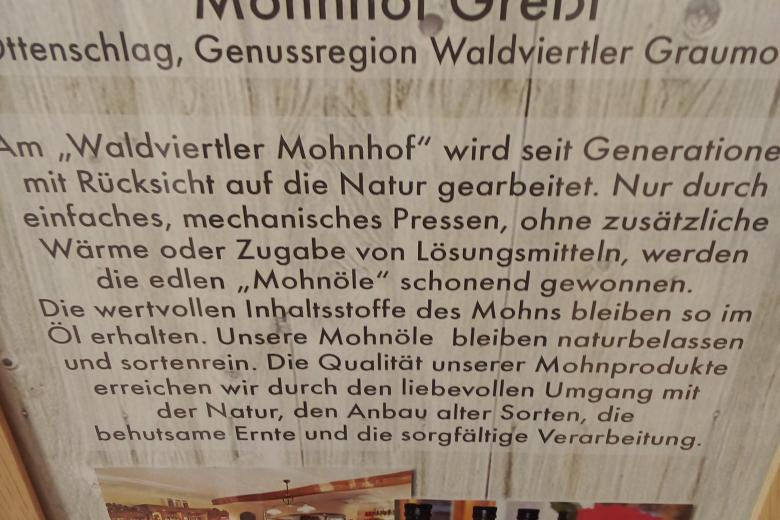 Mohnhof Greßl
Ottenschlag, Genussregion Waldviertler Graumo
Am „Waldviertler Mohnhof“ wird seit Generatione
mit Rücksicht auf die Natur gearbeitet. Nur durch
einfaches, mechanisches Pressen, ohne zusätzliche
Wärme oder Zugabe von Lösungsmitteln, werden
die edlen „Mohnöle“ schonend gewonnen.
Die wertvollen Inhaltsstoffe des Mohns bleiben so im
Öl erhalten. Unsere Mohnöle bleiben naturbelassen
und sortenrein. Die Qualität unserer Mohnprodukte
erreichen wir durch den liebevollen Umgang mit
der Natur, den Anbau alter Sorten, die
behutsame Ernte und die sorgfältige Verarbeitung.